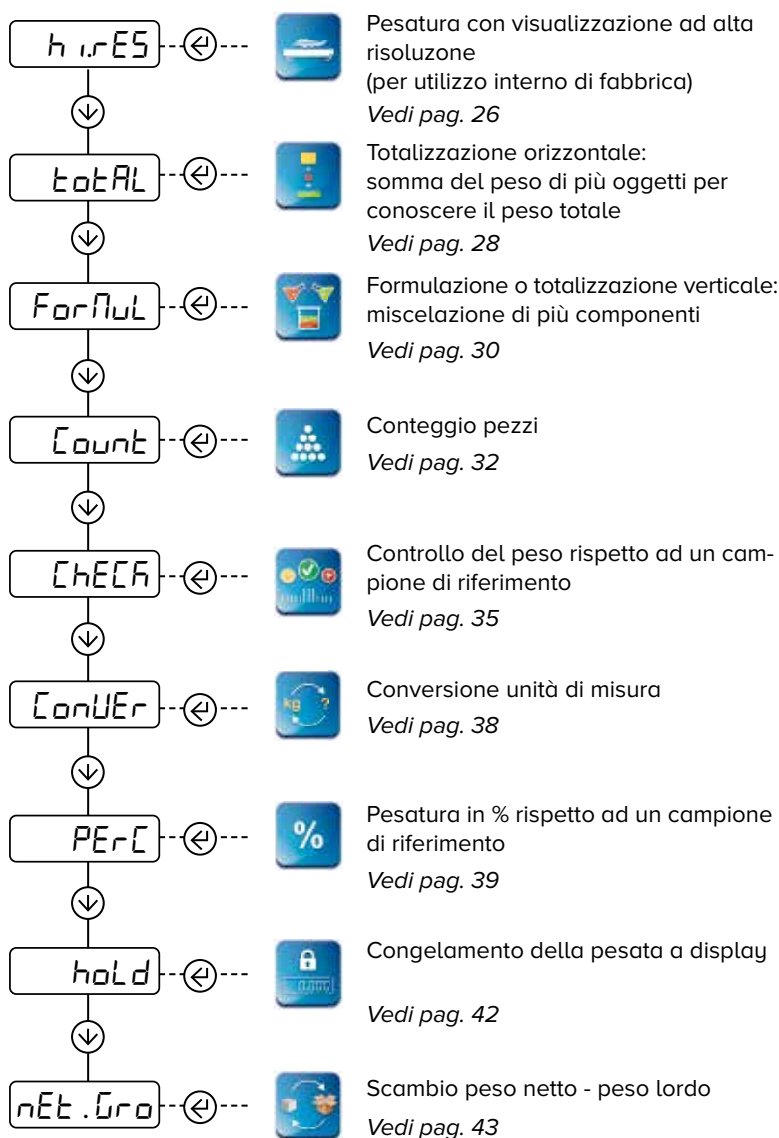 hi.rES
Pesatura con visualizzazione ad alta
risoluzone
(per utilizzo interno di fabbrica)
Vedi pag. 26
totAL
Totalizzazione orizzontale:
somma del peso di più oggetti per
conoscere il peso totale
Vedi pag. 28
ForMuL
Formulazione o totalizzazione verticale:
miscelazione di più componenti
Vedi pag. 30
Count
Conteggio pezzi
Vedi pag. 32
ChECK
Controllo del peso rispetto ad un cam-
pione di riferimento
Vedi pag. 35
ConVEr
kg ?
Conversione unità di misura
Vedi pag. 38
PErC
%
Pesatura in % rispetto ad un campione
di riferimento
Vedi pag. 39
hoLd
0.000
Congelamento della pesata a display
Vedi pag. 42
nEt.Gro
Scambio peso netto - peso lordo
Vedi pag. 43